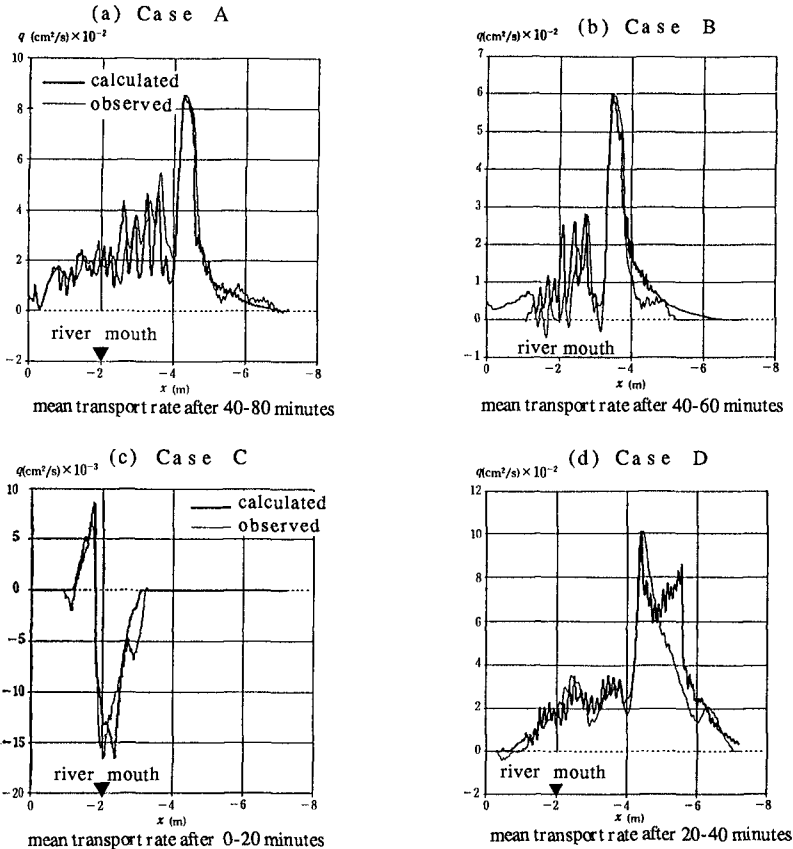 (a) Case A
q (cm²/s)×10⁻²
10
8
6
4
2
0
−2
calculated
observed
river mouth
0 −2 −4 −6 −8
x (m)
mean transport rate after 40-80 minutes
(b) Case B
q(cm²/s)×10⁻²
7
6
5
4
3
2
1
0
−1
river mouth
0 −2 −4 −6 −8
x (m)
mean transport rate after 40-60 minutes
(c) Case C
q(cm²/s)×10⁻³
10
5
0
−5
−10
−15
−20
calculated
observed
river mouth
0 −2 −4 −6 −8
x (m)
mean transport rate after 0-20 minutes
(d) Case D
q(cm²/s)×10⁻²
12
10
8
6
4
2
0
−2
river mouth
0 −2 −4 −6 −8
x (m)
mean transport rate after 20-40 minutes